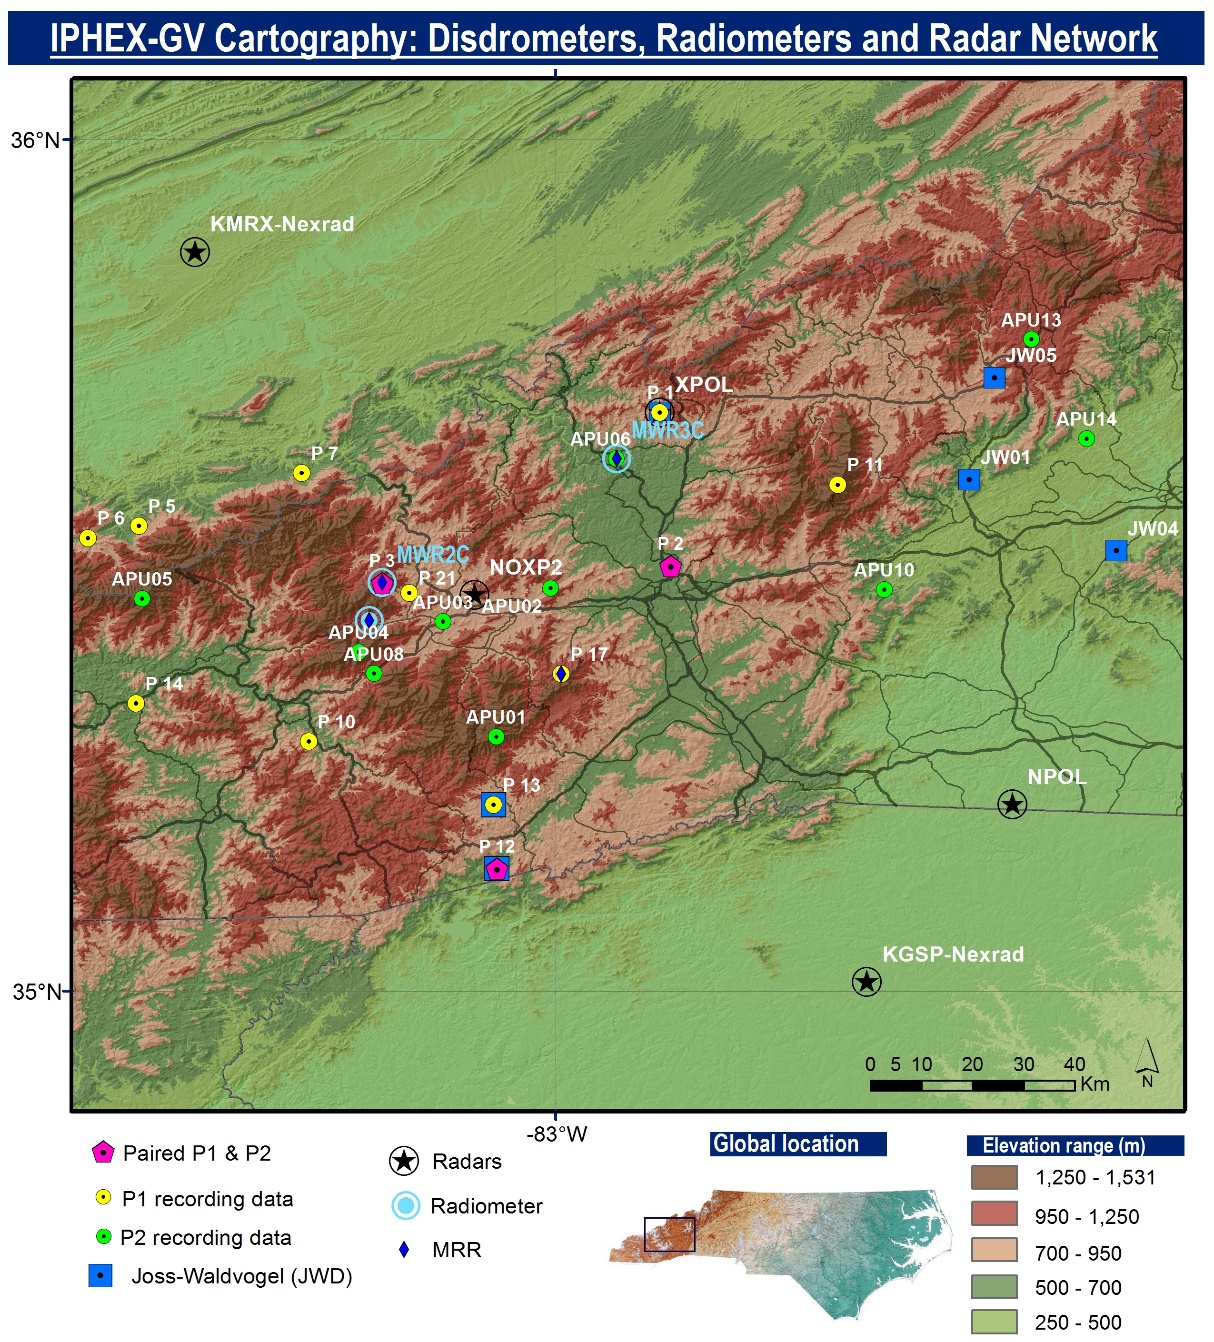 IPHEX-GV Cartography: Disdrometers, Radiometers and Radar Network
36°N
KMRX-Nexrad
APU13
JW05
P 1
XPOL
MWR3C
APU06
APU14
P 7
P 11
JW01
P 6
P 5
JW04
P 2
P 3
MWR2C
NOXP2
APU05
P 21
APU10
APU03
APU02
APU04
APU08
P 17
P 14
P 10
APU01
P 13
NPOL
P 12
KGSP-Nexrad
35°N
0 5 10 20 30 40
Km
N
-83°W
Paired P1 & P2
P1 recording data
P2 recording data
Joss-Waldvogel (JWD)
Radars
Radiometer
MRR
Global location
Elevation range (m)
1,250 - 1,531
950 - 1,250
700 - 950
500 - 700
250 - 500